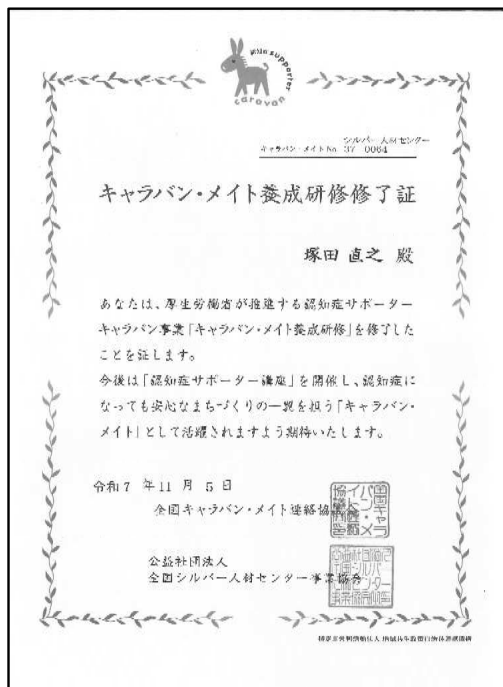 supporter
caravan
シルバー人材センター
キャラバン・メイトNo. 37 0064
キャラバン・メイト養成研修修了証
塚田 直之 殿
あなたは、厚生労働省が推進する認知症サポーター
キャラバン事業「キャラバン・メイト養成研修」を修了した
ことを証します。
今後は「認知症サポーター講座」を開催し、認知症に
なっても安心なまちづくりの一翼を担う「キャラバン・
メイト」として活躍されますよう期待いたします。
令和7 年11 月 5 日
全国キャラバン・メイト連絡協議会
公益社団法人
全国シルバー人材センター事業協会